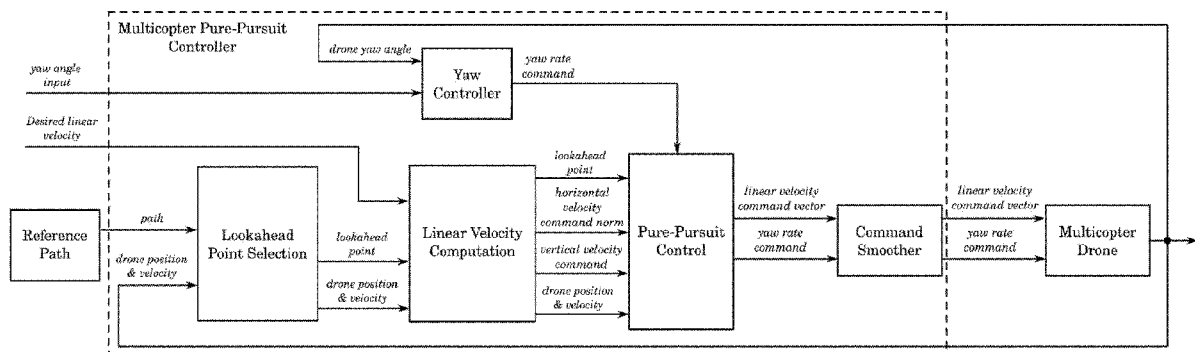 Multicopter Pure-Pursuit
Controller
drone yaw angle
yaw angle
input
Yaw
Controller
yaw rate
command
Desired linear
velocity
Reference
Path
path
drone position
& velocity
Lookahead
Point Selection
lookahead
point
drone position
& velocity
Linear Velocity
Computation
lookahead
point
horizontal
velocity
command norm
vertical velocity
command
drone position
& velocity
Pure-Pursuit
Control
linear velocity
command vector
yaw rate
command
Command
Smoother
linear velocity
command vector
yaw rate
command
Multicopter
Drone